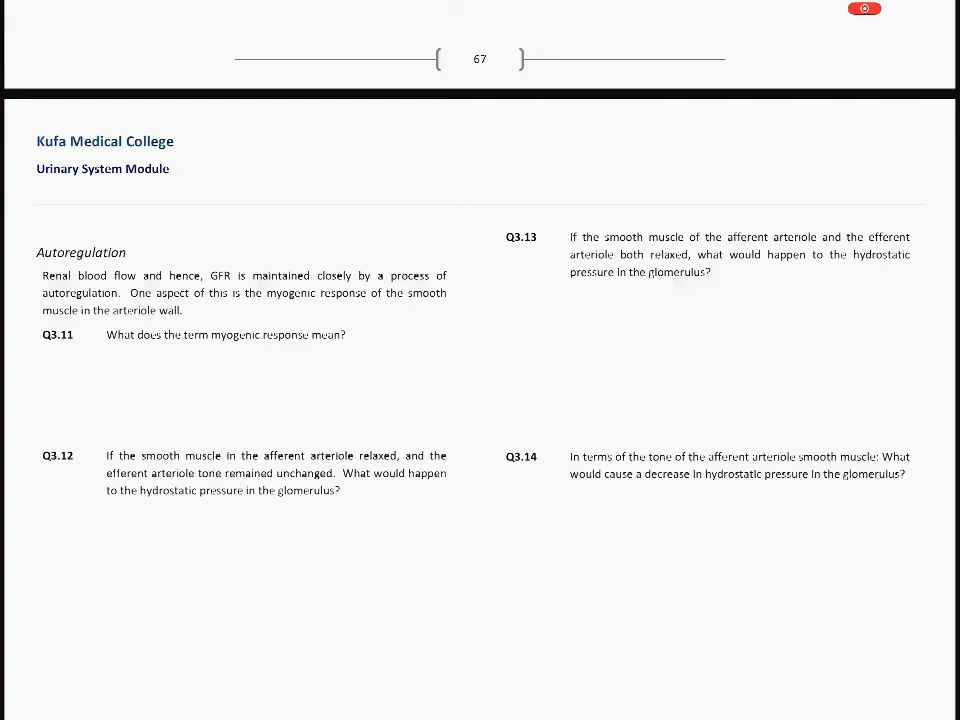 67
Kufa Medical College
Urinary System Module
Autoregulation
Renal blood flow and hence, GFR is maintained closely by a process of
autoregulation. One aspect of this is the myogenic response of the smooth
muscle in the arteriole wall.
Q3.11 What does the term myogenic response mean?
Q3.12 If the smooth muscle in the afferent arteriole relaxed, and the
efferent arteriole tone remained unchanged. What would happen
to the hydrostatic pressure in the glomerulus?
Q3.13 If the smooth muscle of the afferent arteriole and the efferent
arteriole both relaxed, what would happen to the hydrostatic
pressure in the glomerulus?
Q3.14 In terms of the tone of the afferent arteriole smooth muscle: What
would cause a decrease in hydrostatic pressure in the glomerulus?